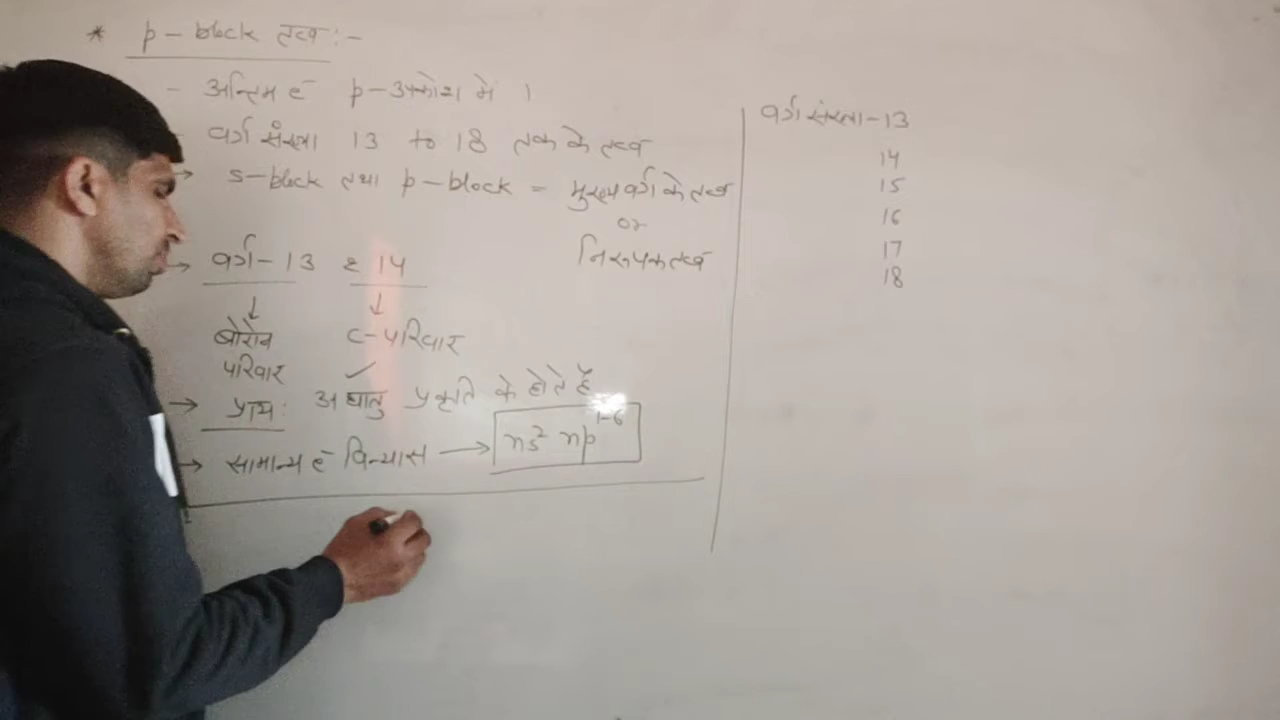 * p-block तत्व :-
- अन्तिम e⁻ p-उपकोश में ।
- वर्ग संख्या 13 to 18 तक के तत्व
→ s-block तथा p-block = मुख्य वर्ग के तत्व
or
निरूपक तत्व
→ वर्ग-13 & 14
↓ ↓
बोरोन C-परिवार
परिवार ✓
→ प्राय: अधातु प्रकृति के होते हैं
→ सामान्य e⁻ विन्यास → ns² np¹⁻⁶
वर्ग संख्या-13
14
15
16
17
18